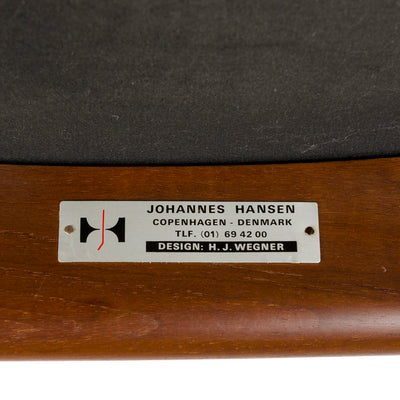 JOHANNES HANSEN
COPENHAGEN - DENMARK
TLF. (01) 69 42 00
DESIGN: H. J. WEGNER